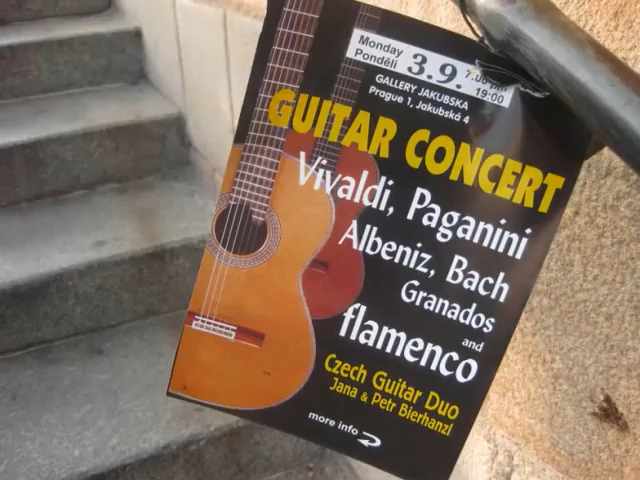 Monday
Pondělí
3.9.
7:00 pm
19:00
GALLERY JAKUBSKA
Prague 1, Jakubská 4
GUITAR CONCERT
Vivaldi, Paganini
Albeniz, Bach
Granados
and
flamenco
Czech Guitar Duo
Jana & Petr Bierhanzl
more info